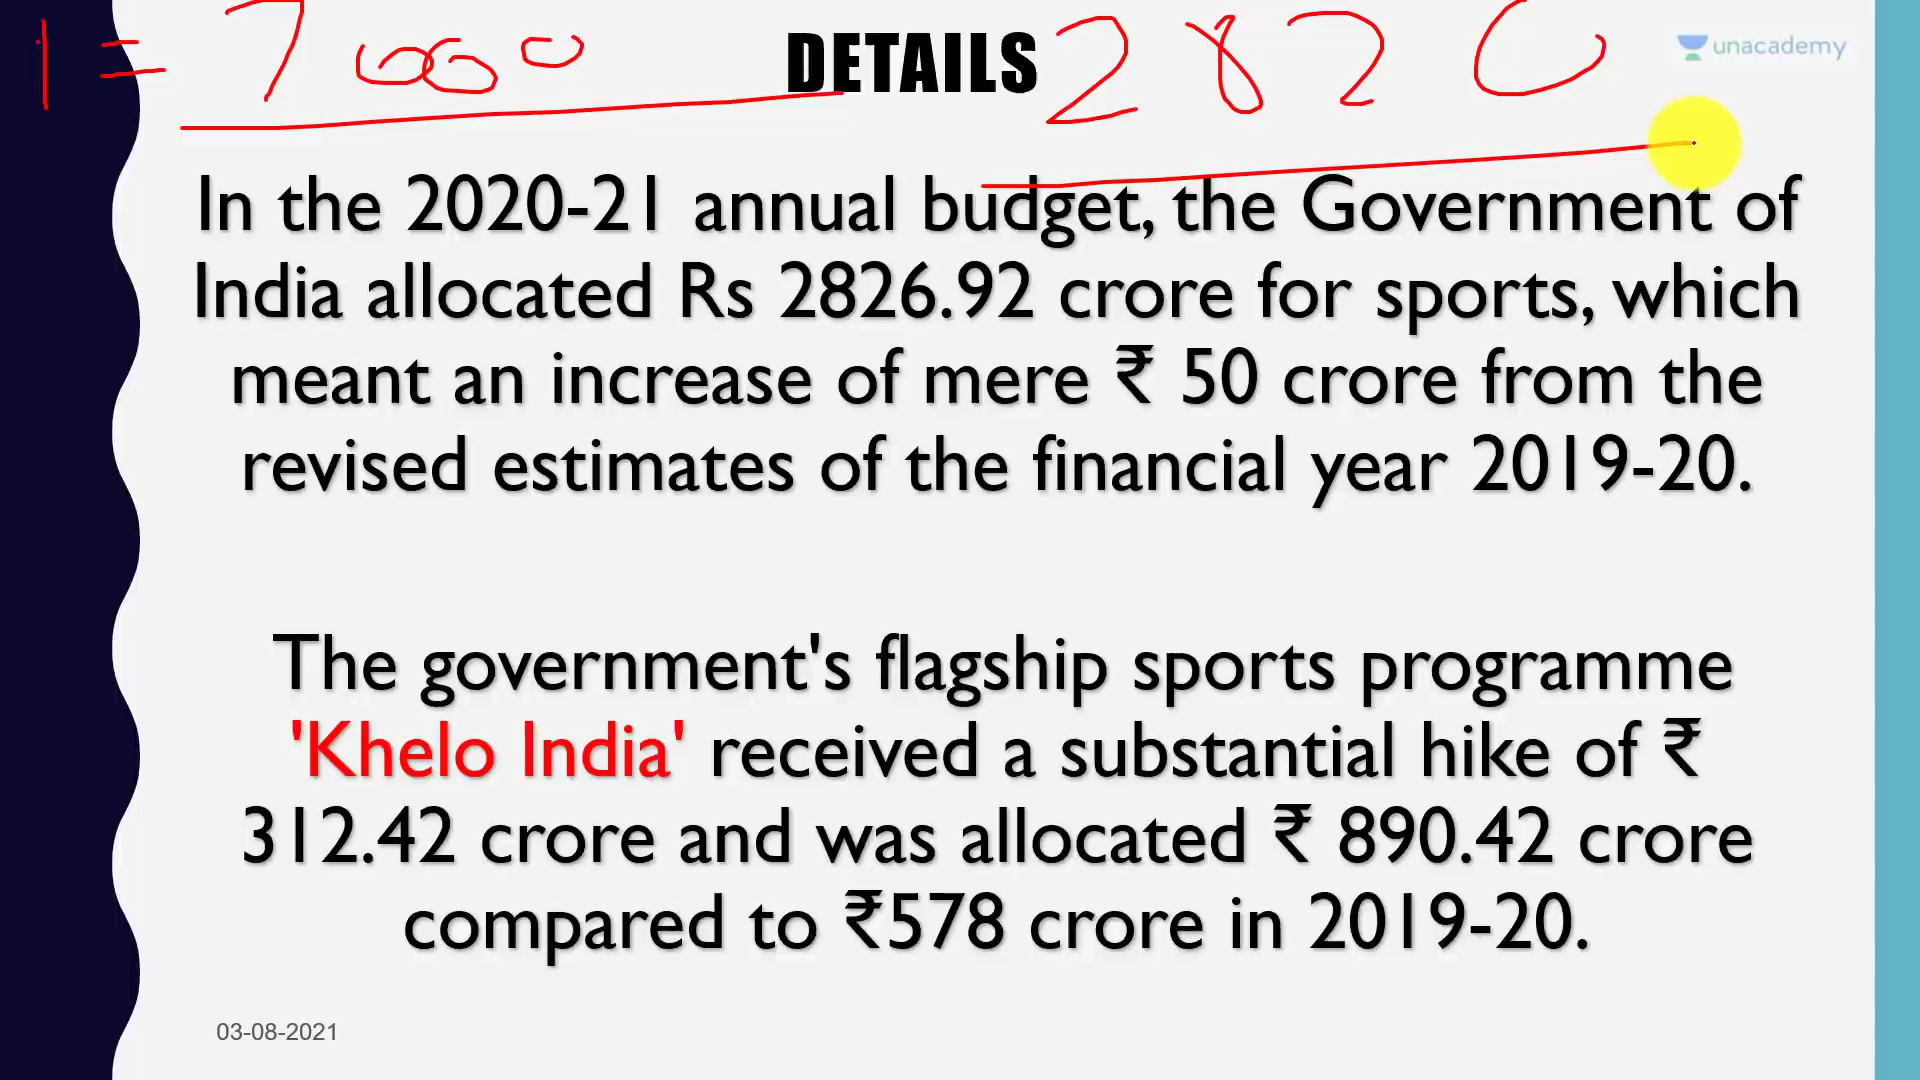 1 = 7000
DETAILS
2826
unacademy
In the 2020-21 annual budget, the Government of
India allocated Rs 2826.92 crore for sports, which
meant an increase of mere ₹ 50 crore from the
revised estimates of the financial year 2019-20.
The government's flagship sports programme
'Khelo India' received a substantial hike of ₹
312.42 crore and was allocated ₹ 890.42 crore
compared to ₹578 crore in 2019-20.
03-08-2021